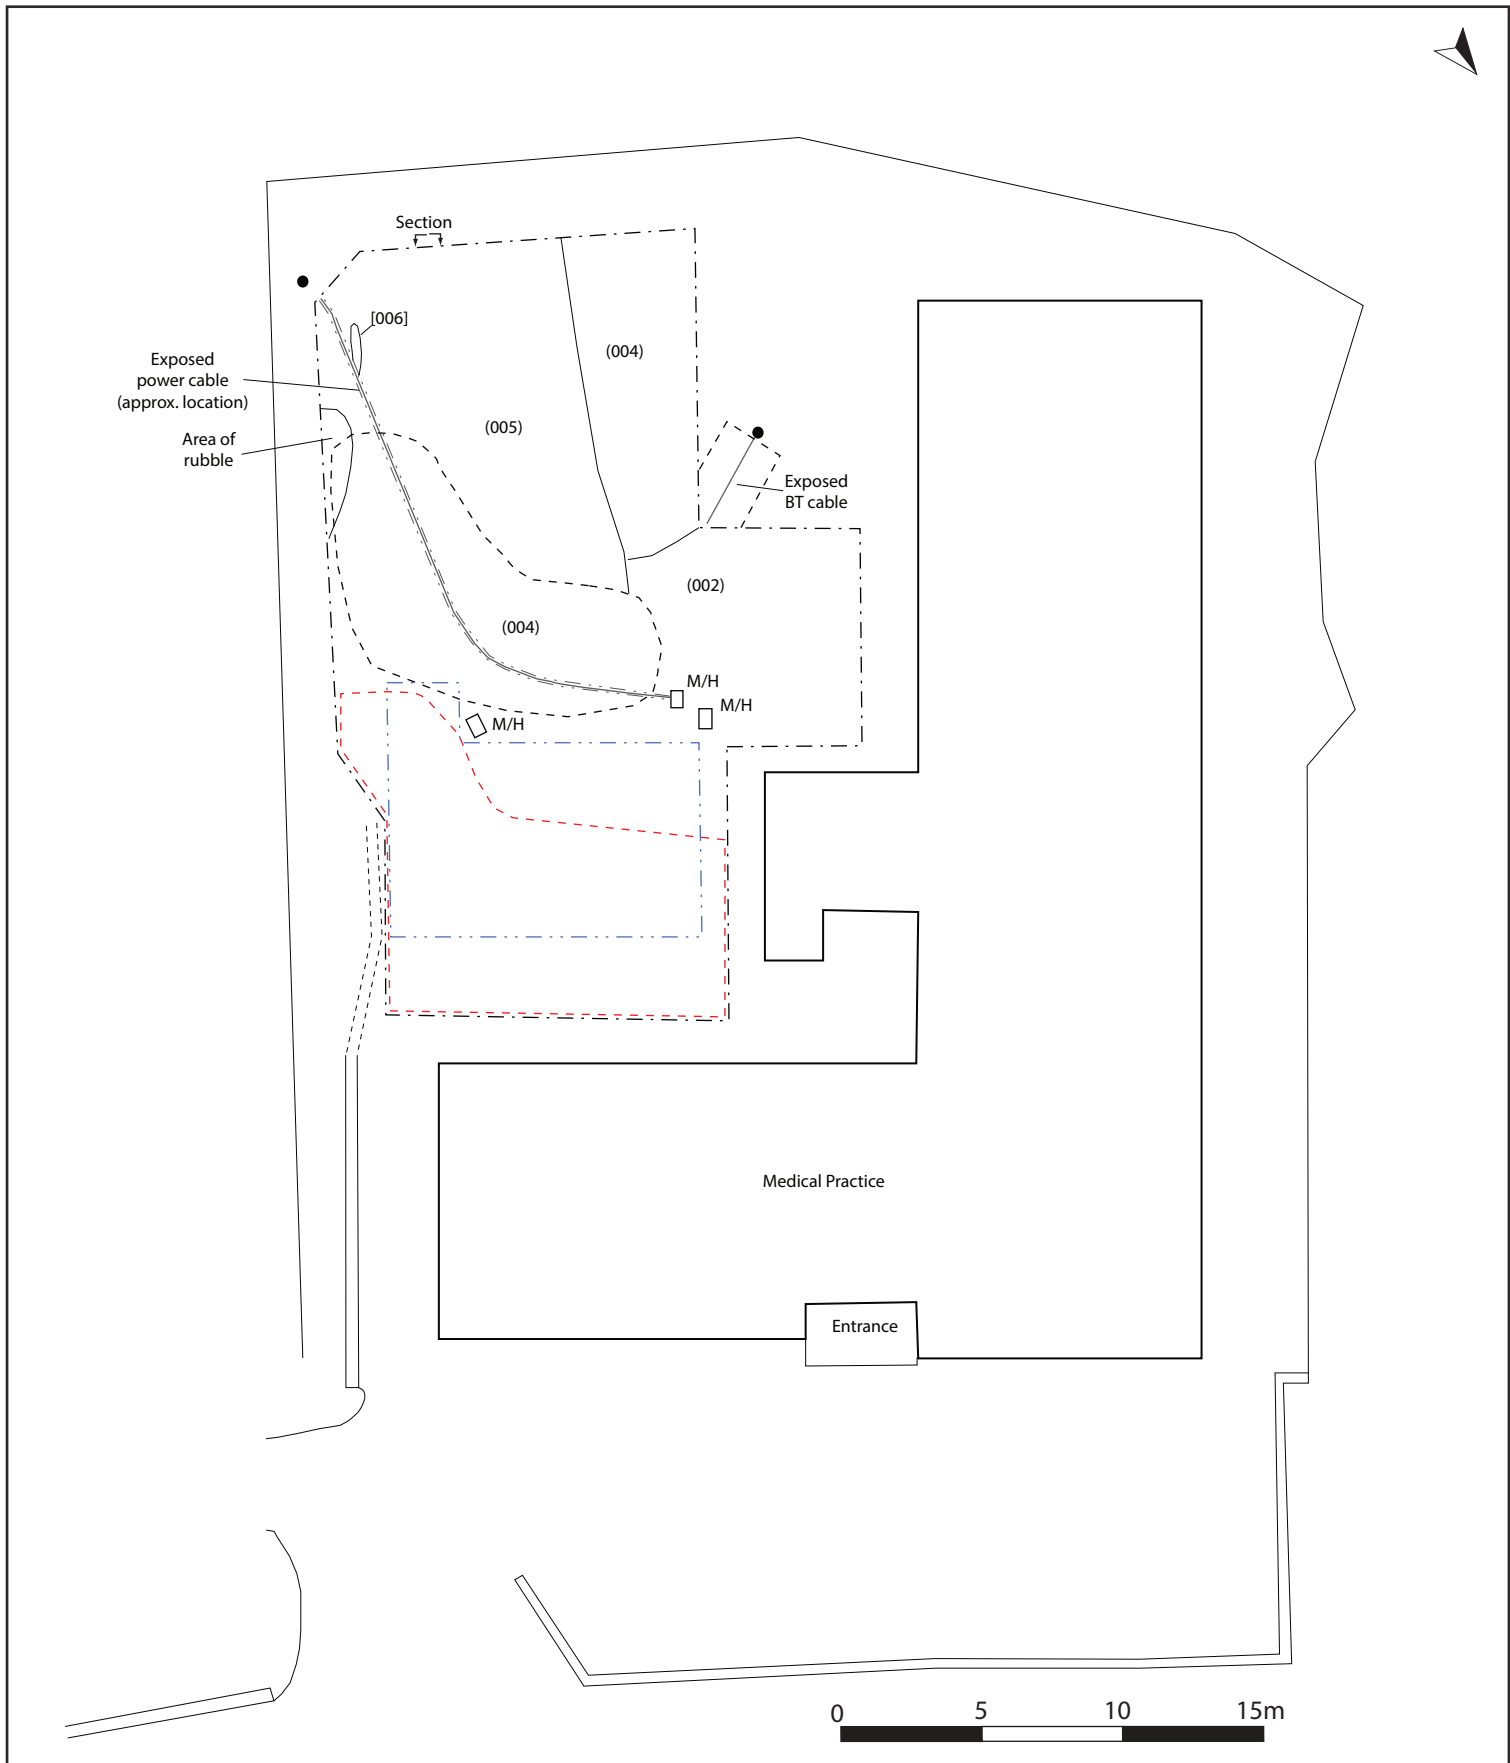 Section
[006]
(004)
Exposed
power cable
(approx. location)
(005)
Area of
rubble
Exposed
BT cable
(002)
(004)
M/H
M/H
M/H
Medical Practice
Entrance
0 5 10 15m